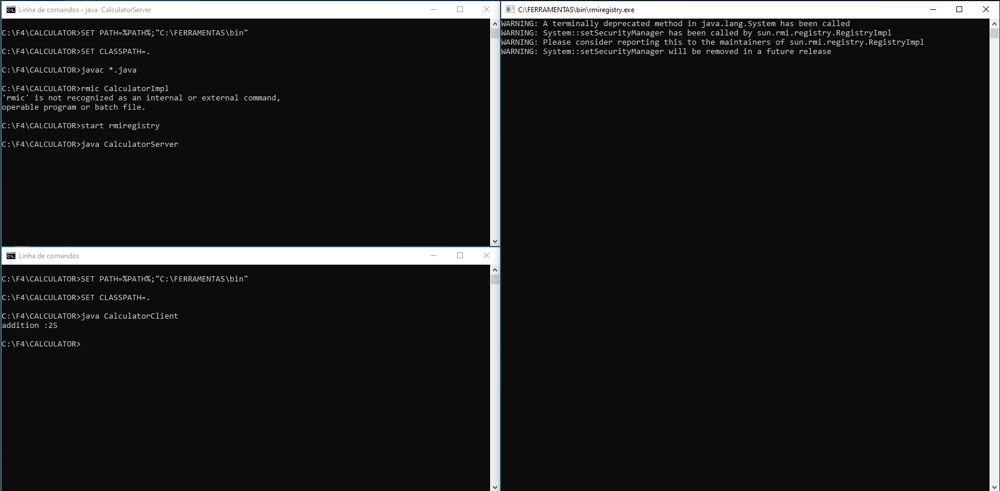 Linha de comandos - java  CalculatorServer
C:\F4\CALCULATOR>SET PATH=%PATH%;"C:\FERRAMENTAS\bin"
C:\F4\CALCULATOR>SET CLASSPATH=.
C:\F4\CALCULATOR>javac *.java
C:\F4\CALCULATOR>rmic CalculatorImpl
'rmic' is not recognized as an internal or external command,
operable program or batch file.
C:\F4\CALCULATOR>start rmiregistry
C:\F4\CALCULATOR>java CalculatorServer
Linha de comandos
C:\F4\CALCULATOR>SET PATH=%PATH%;"C:\FERRAMENTAS\bin"
C:\F4\CALCULATOR>SET CLASSPATH=.
C:\F4\CALCULATOR>java CalculatorClient
addition :25
C:\F4\CALCULATOR>
C:\FERRAMENTAS\bin\rmiregistry.exe
WARNING: A terminally deprecated method in java.lang.System has been called
WARNING: System::setSecurityManager has been called by sun.rmi.registry.RegistryImpl
WARNING: Please consider reporting this to the maintainers of sun.rmi.registry.RegistryImpl
WARNING: System::setSecurityManager will be removed in a future release